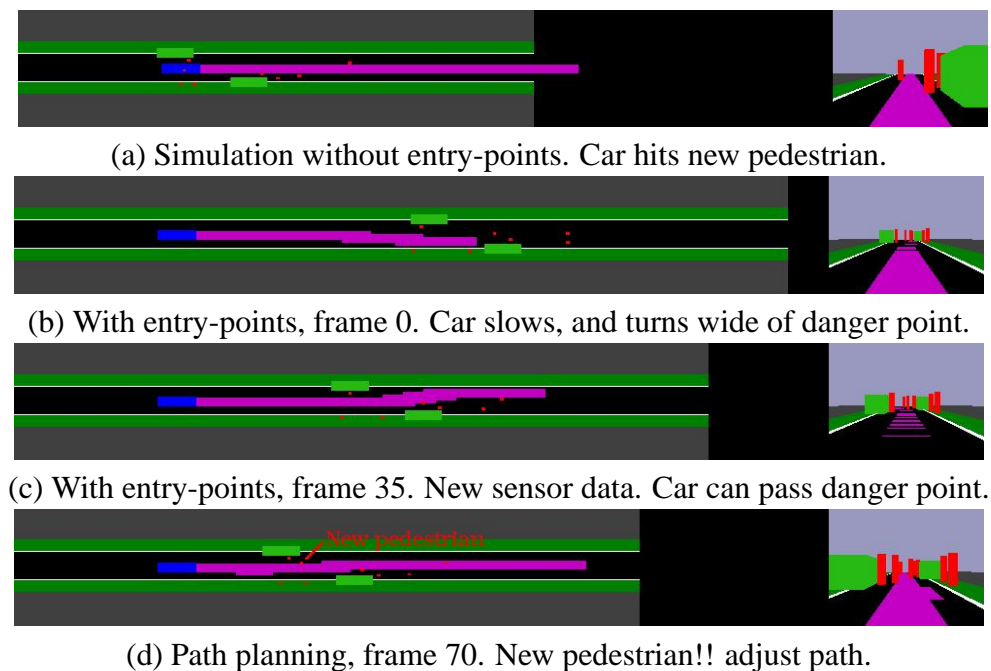 (a) Simulation without entry-points. Car hits new pedestrian.
(b) With entry-points, frame 0. Car slows, and turns wide of danger point.
(c) With entry-points, frame 35. New sensor data. Car can pass danger point.
New pedestrian
(d) Path planning, frame 70. New pedestrian!! adjust path.